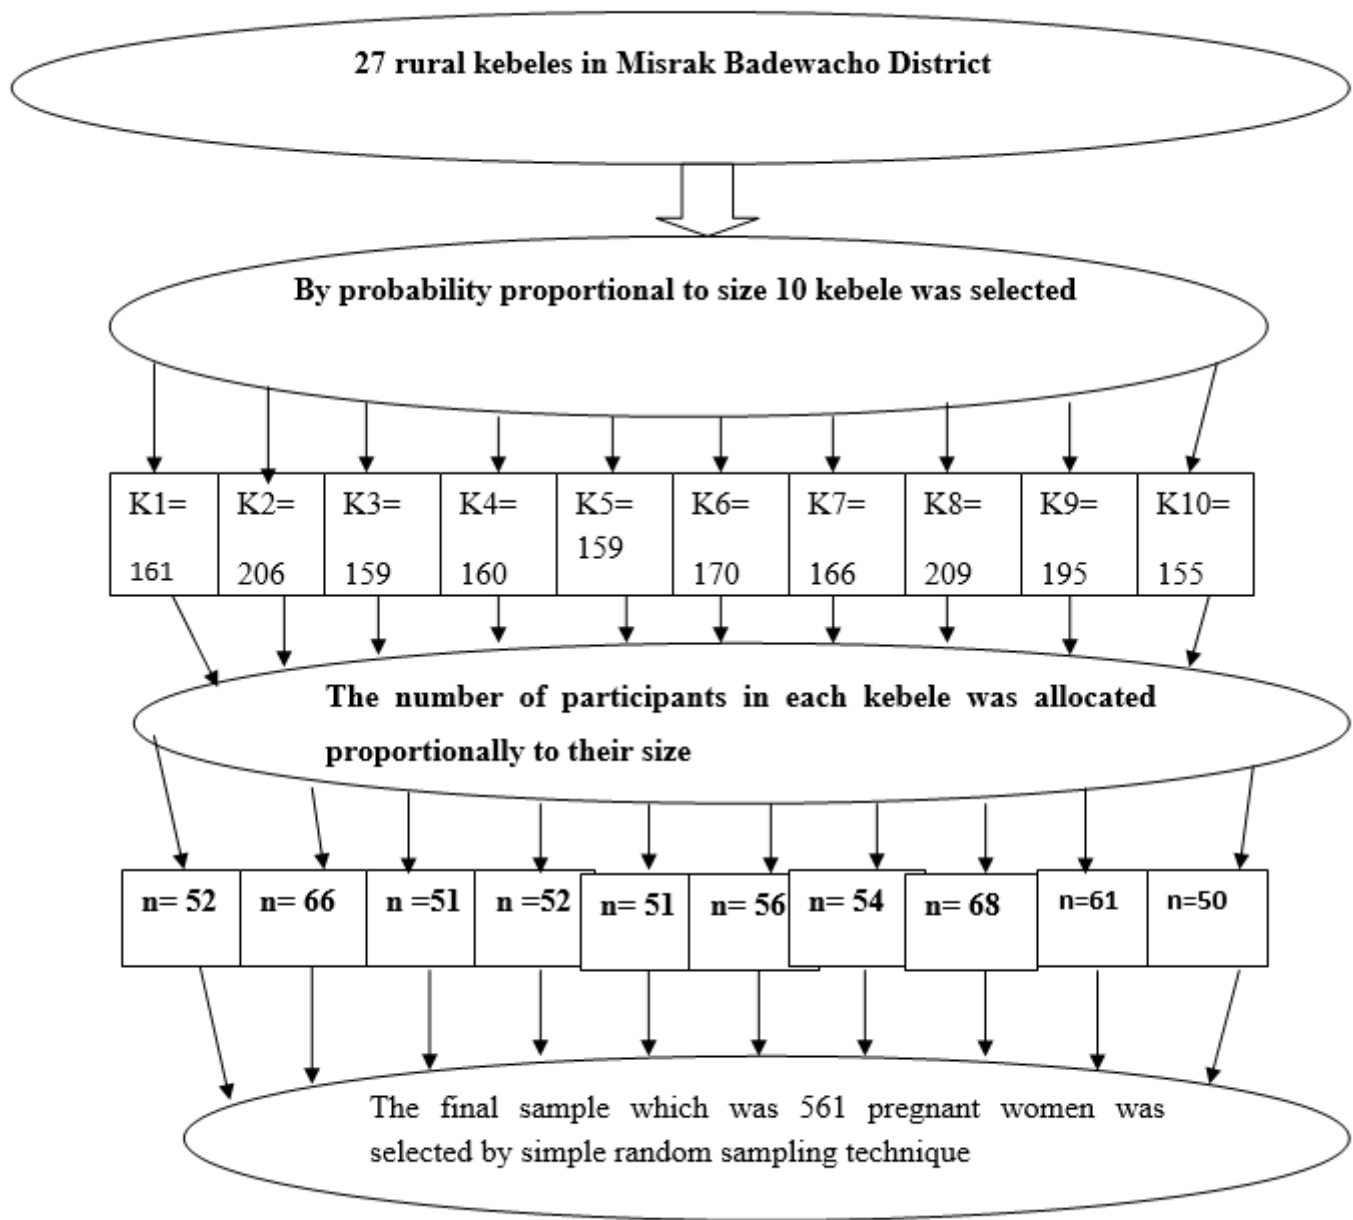 27 rural kebeles in Misrak Badewacho District
By probability proportional to size 10 kebele was selected
K1=
161
K2=
206
K3=
159
K4=
160
K5=
159
K6=
170
K7=
166
K8=
209
K9=
195
K10=
155
The number of participants in each kebele was allocated
proportionally to their size
n= 52
n= 66
n =51
n =52
n= 51
n= 56
n= 54
n= 68
n=61
n=50
The final sample which was 561 pregnant women was
selected by simple random sampling technique